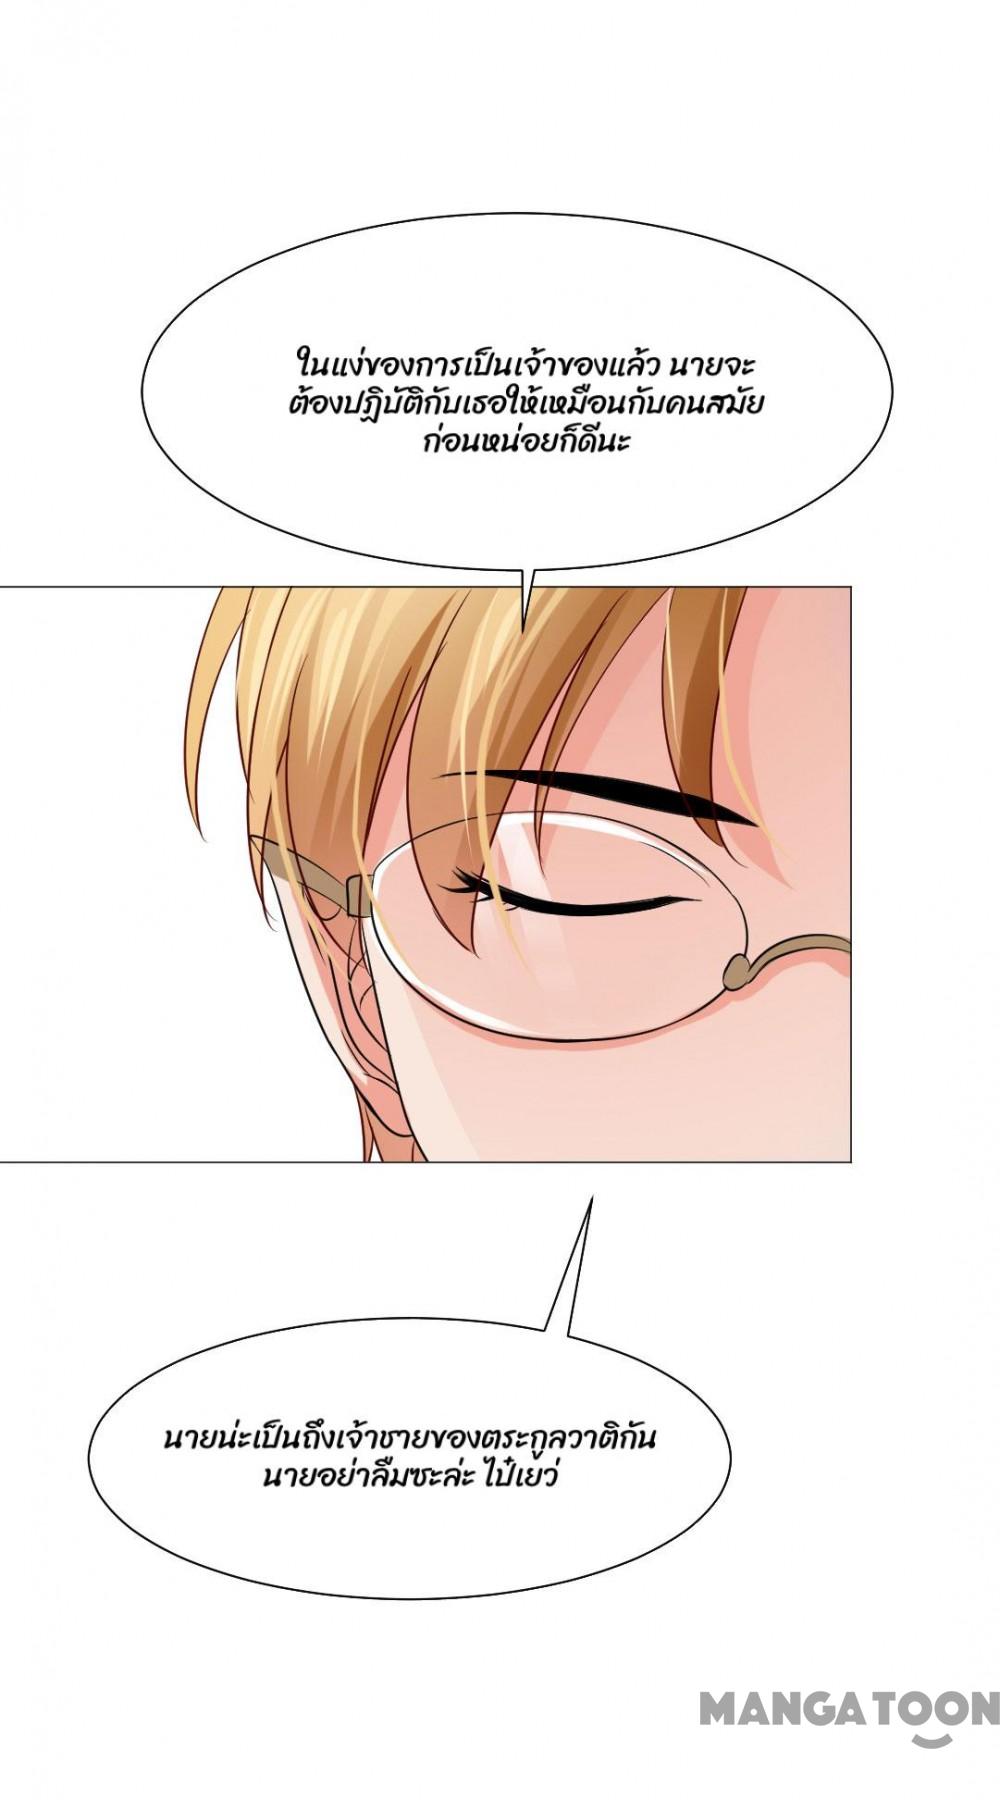 ในแง่ของการเป็นเจ้าของแล้ว นายจะ
ต้องปฏิบัติกับเธอให้เหมือนกับคนสมัย
ก่อนหน่อยก็ดีนะ
นายน่ะเป็นถึงเจ้าชายของตระกูลวาติกัน
นายอย่าลืมซะล่ะ ไป๋เยว่
MANGATOON